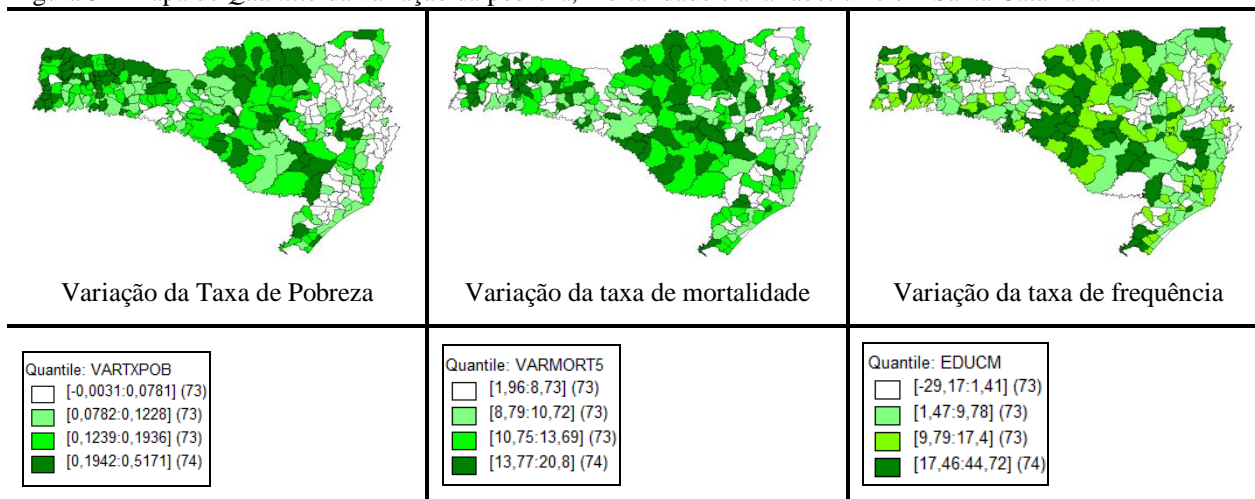 Variação da Taxa de Pobreza
Variação da taxa de mortalidade
Variação da taxa de frequência
Quantile: VARTXPOB
[-0,0031:0,0781] (73)
[0,0782:0,1228] (73)
[0,1239:0,1936] (73)
[0,1942:0,5171] (74)
Quantile: VARMORT5
[1,96:8,73] (73)
[8,79:10,72] (73)
[10,75:13,69] (73)
[13,77:20,8] (74)
Quantile: EDUCM
[-29,17:1,41] (73)
[1,47:9,78] (73)
[9,79:17,4] (73)
[17,46:44,72] (74)